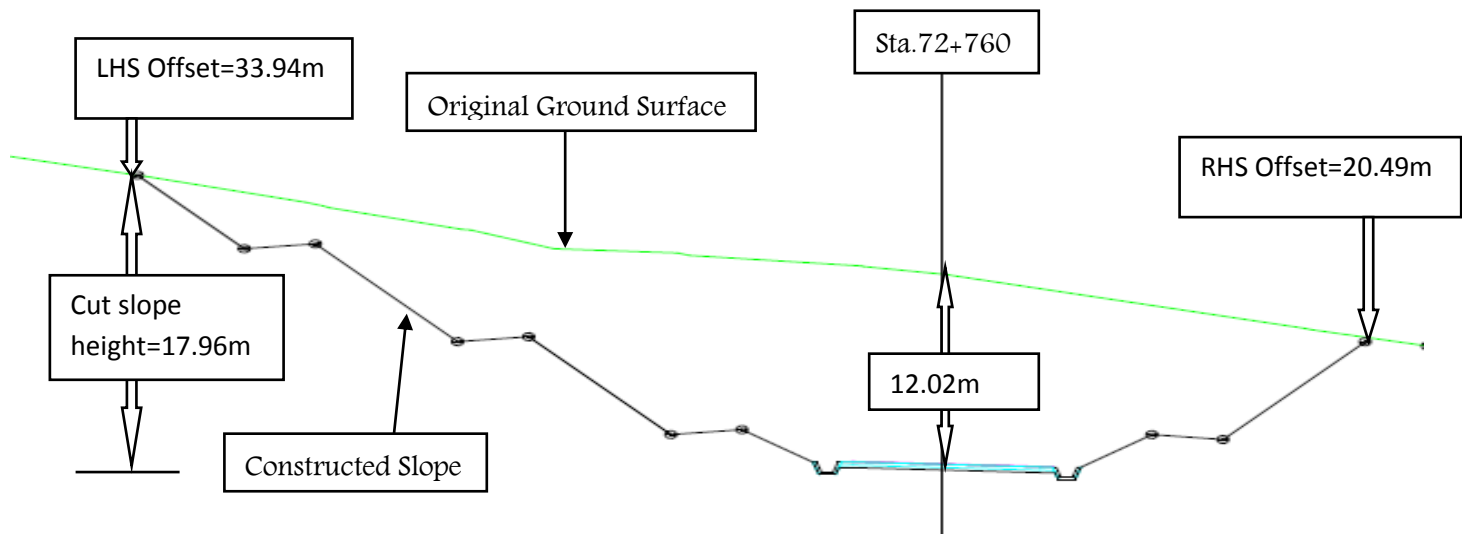 Sta.72+760
LHS Offset=33.94m
Original Ground Surface
RHS Offset=20.49m
Cut slope
height=17.96m
12.02m
Constructed Slope